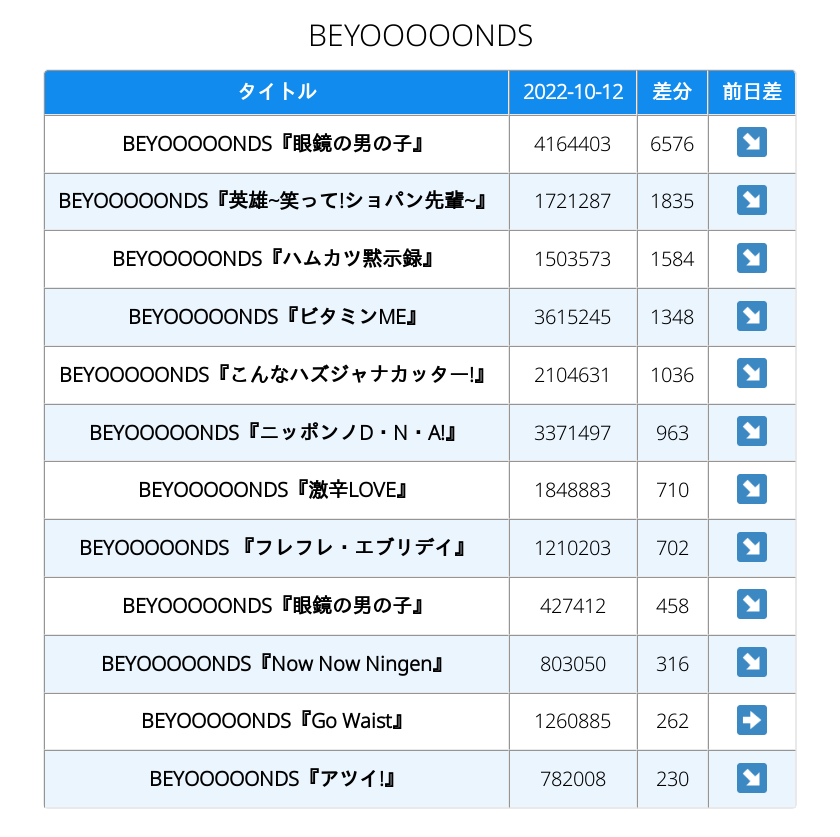 BEYOOOOONDS
タイトル 2022-10-12 差分 前日差
BEYOOOOONDS『眼鏡の男の子』 4164403 6576 ↘
BEYOOOOONDS『英雄~笑って!ショパン先輩~』 1721287 1835 ↘
BEYOOOOONDS『ハムカツ黙示録』 1503573 1584 ↘
BEYOOOOONDS『ビタミンME』 3615245 1348 ↘
BEYOOOOONDS『こんなハズジャナカッター!』 2104631 1036 ↘
BEYOOOOONDS『ニッポンノD・N・A!』 3371497 963 ↘
BEYOOOOONDS『激辛LOVE』 1848883 710 ↘
BEYOOOOONDS 『フレフレ・エブリデイ』 1210203 702 ↘
BEYOOOOONDS『眼鏡の男の子』 427412 458 ↘
BEYOOOOONDS『Now Now Ningen』 803050 316 ↘
BEYOOOOONDS『Go Waist』 1260885 262 ➡
BEYOOOOONDS『アツイ!』 782008 230 ↘